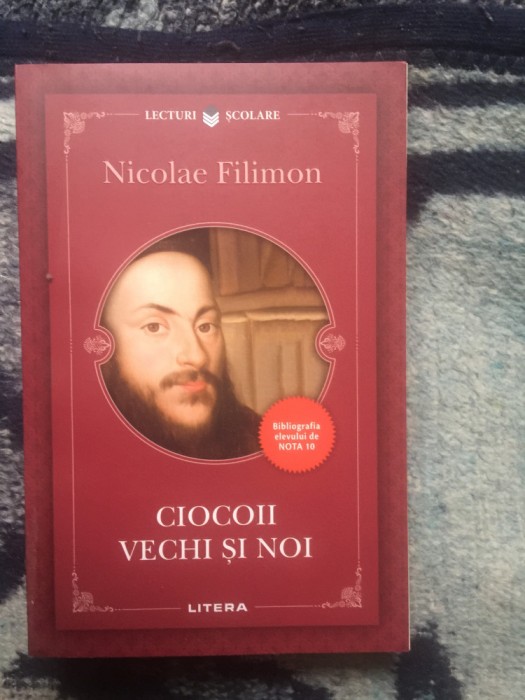 LECTURI ȘCOLARE
Nicolae Filimon
Bibliografia
elevului de
NOTA 10
CIOCOII
VECHI ȘI NOI
LITERA